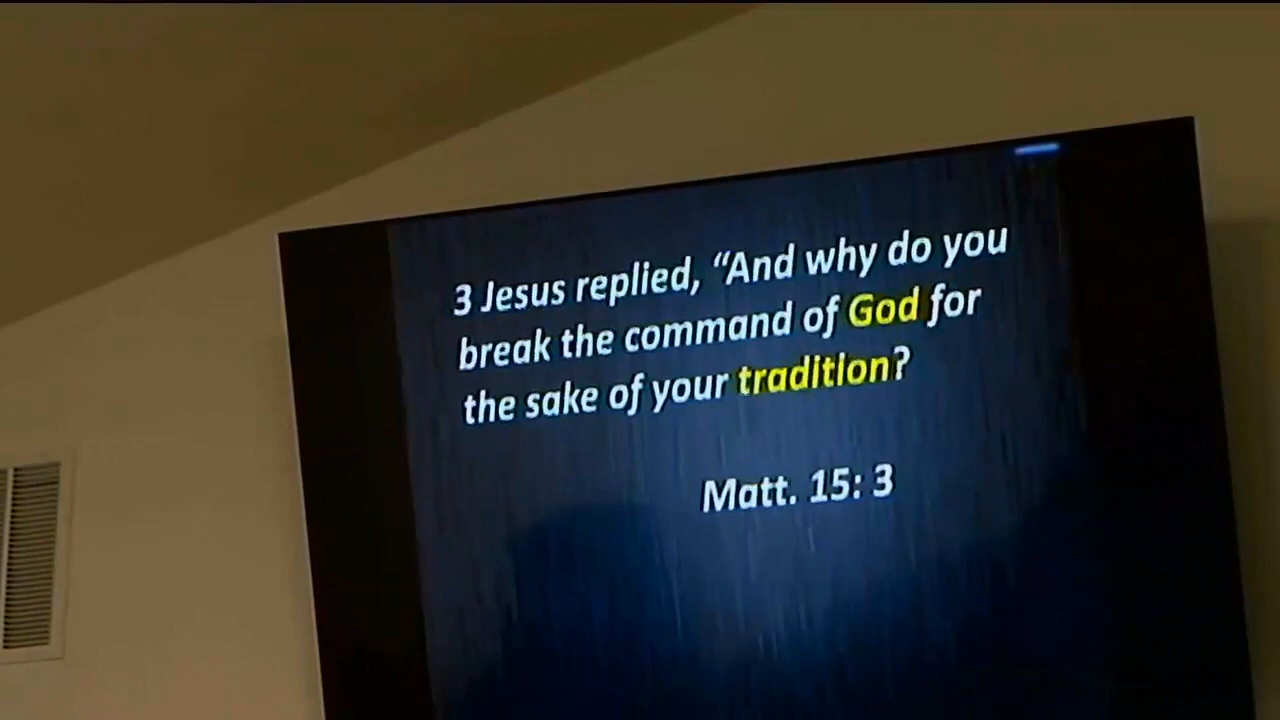 3 Jesus replied, “And why do you
break the command of God for
the sake of your tradition?
Matt. 15: 3